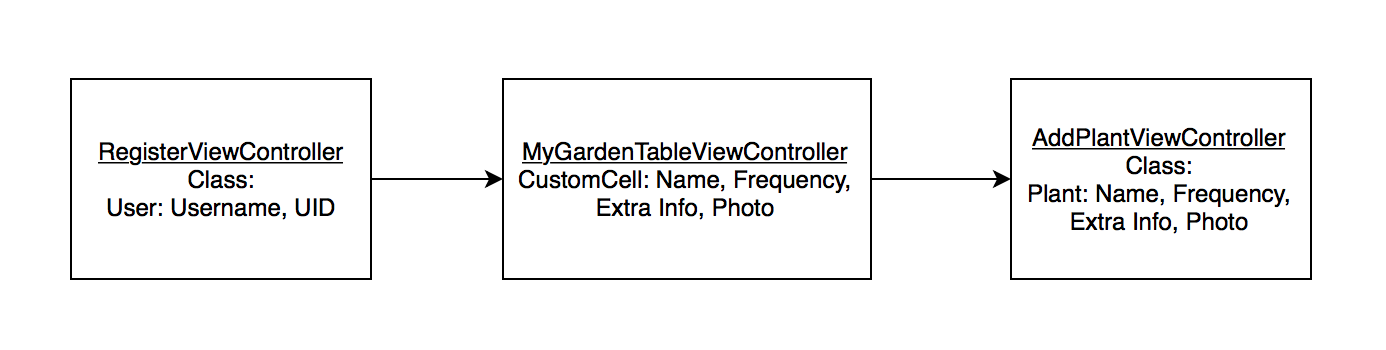 RegisterViewController
Class:
User: Username, UID
MyGardenTableViewController
CustomCell: Name, Frequency,
Extra Info, Photo
AddPlantViewController
Class:
Plant: Name, Frequency,
Extra Info, Photo